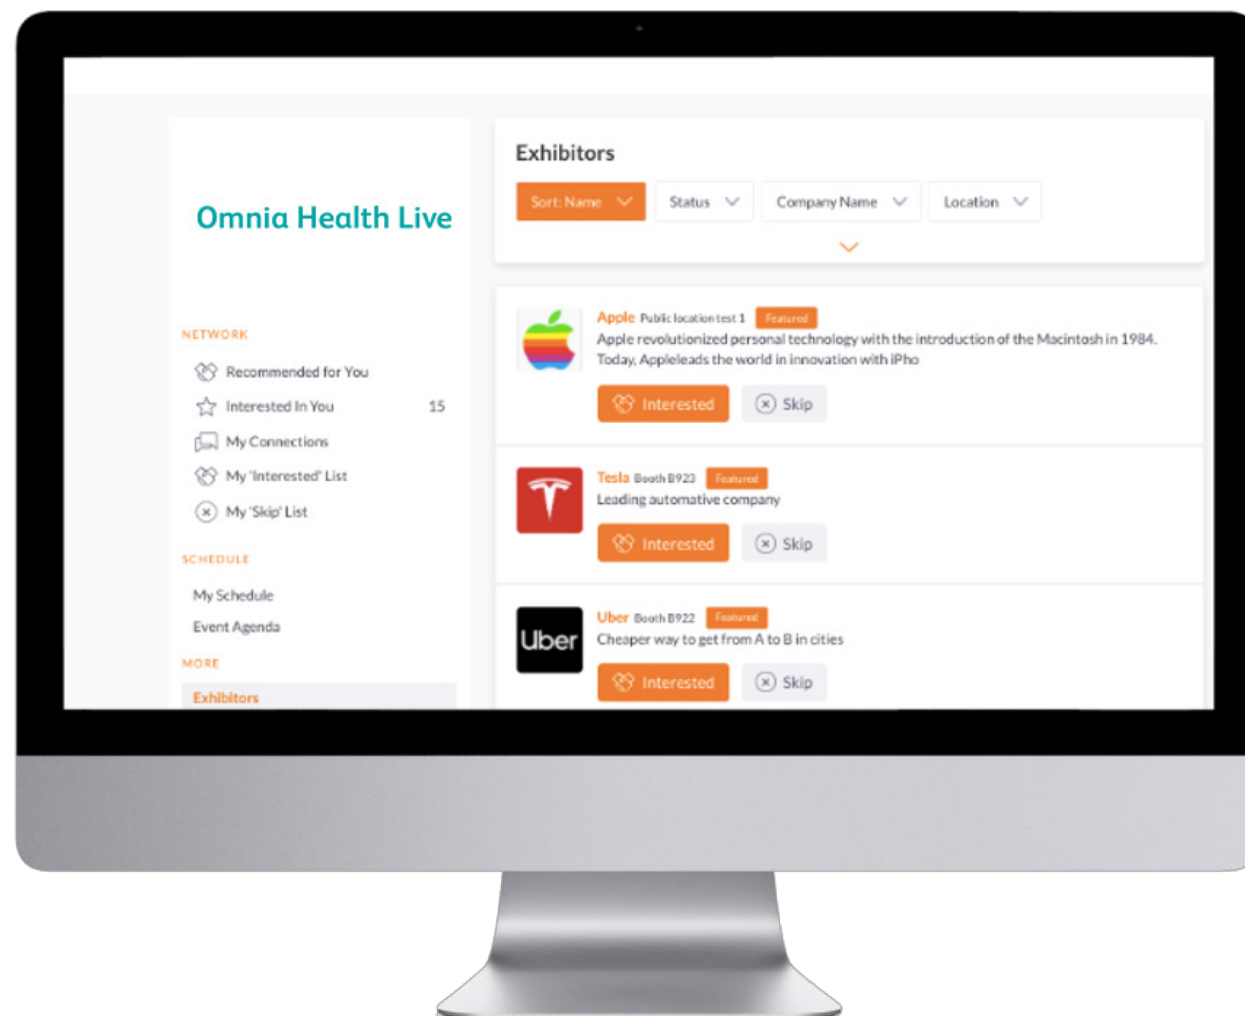 Omnia Health Live
NETWORK
Recommended for You
Interested In You 15
My Connections
My 'Interested' List
My 'Skip' List
SCHEDULE
My Schedule
Event Agenda
MORE
Exhibitors
Exhibitors
Sort: Name Status Company Name Location
Apple Public location test 1 Featured
Apple revolutionized personal technology with the introduction of the Macintosh in 1984.
Today, Appleleads the world in innovation with iPho
Interested Skip
Tesla Booth B923 Featured
Leading automative company
Interested Skip
Uber
Uber Booth B922 Featured
Cheaper way to get from A to B in cities
Interested Skip